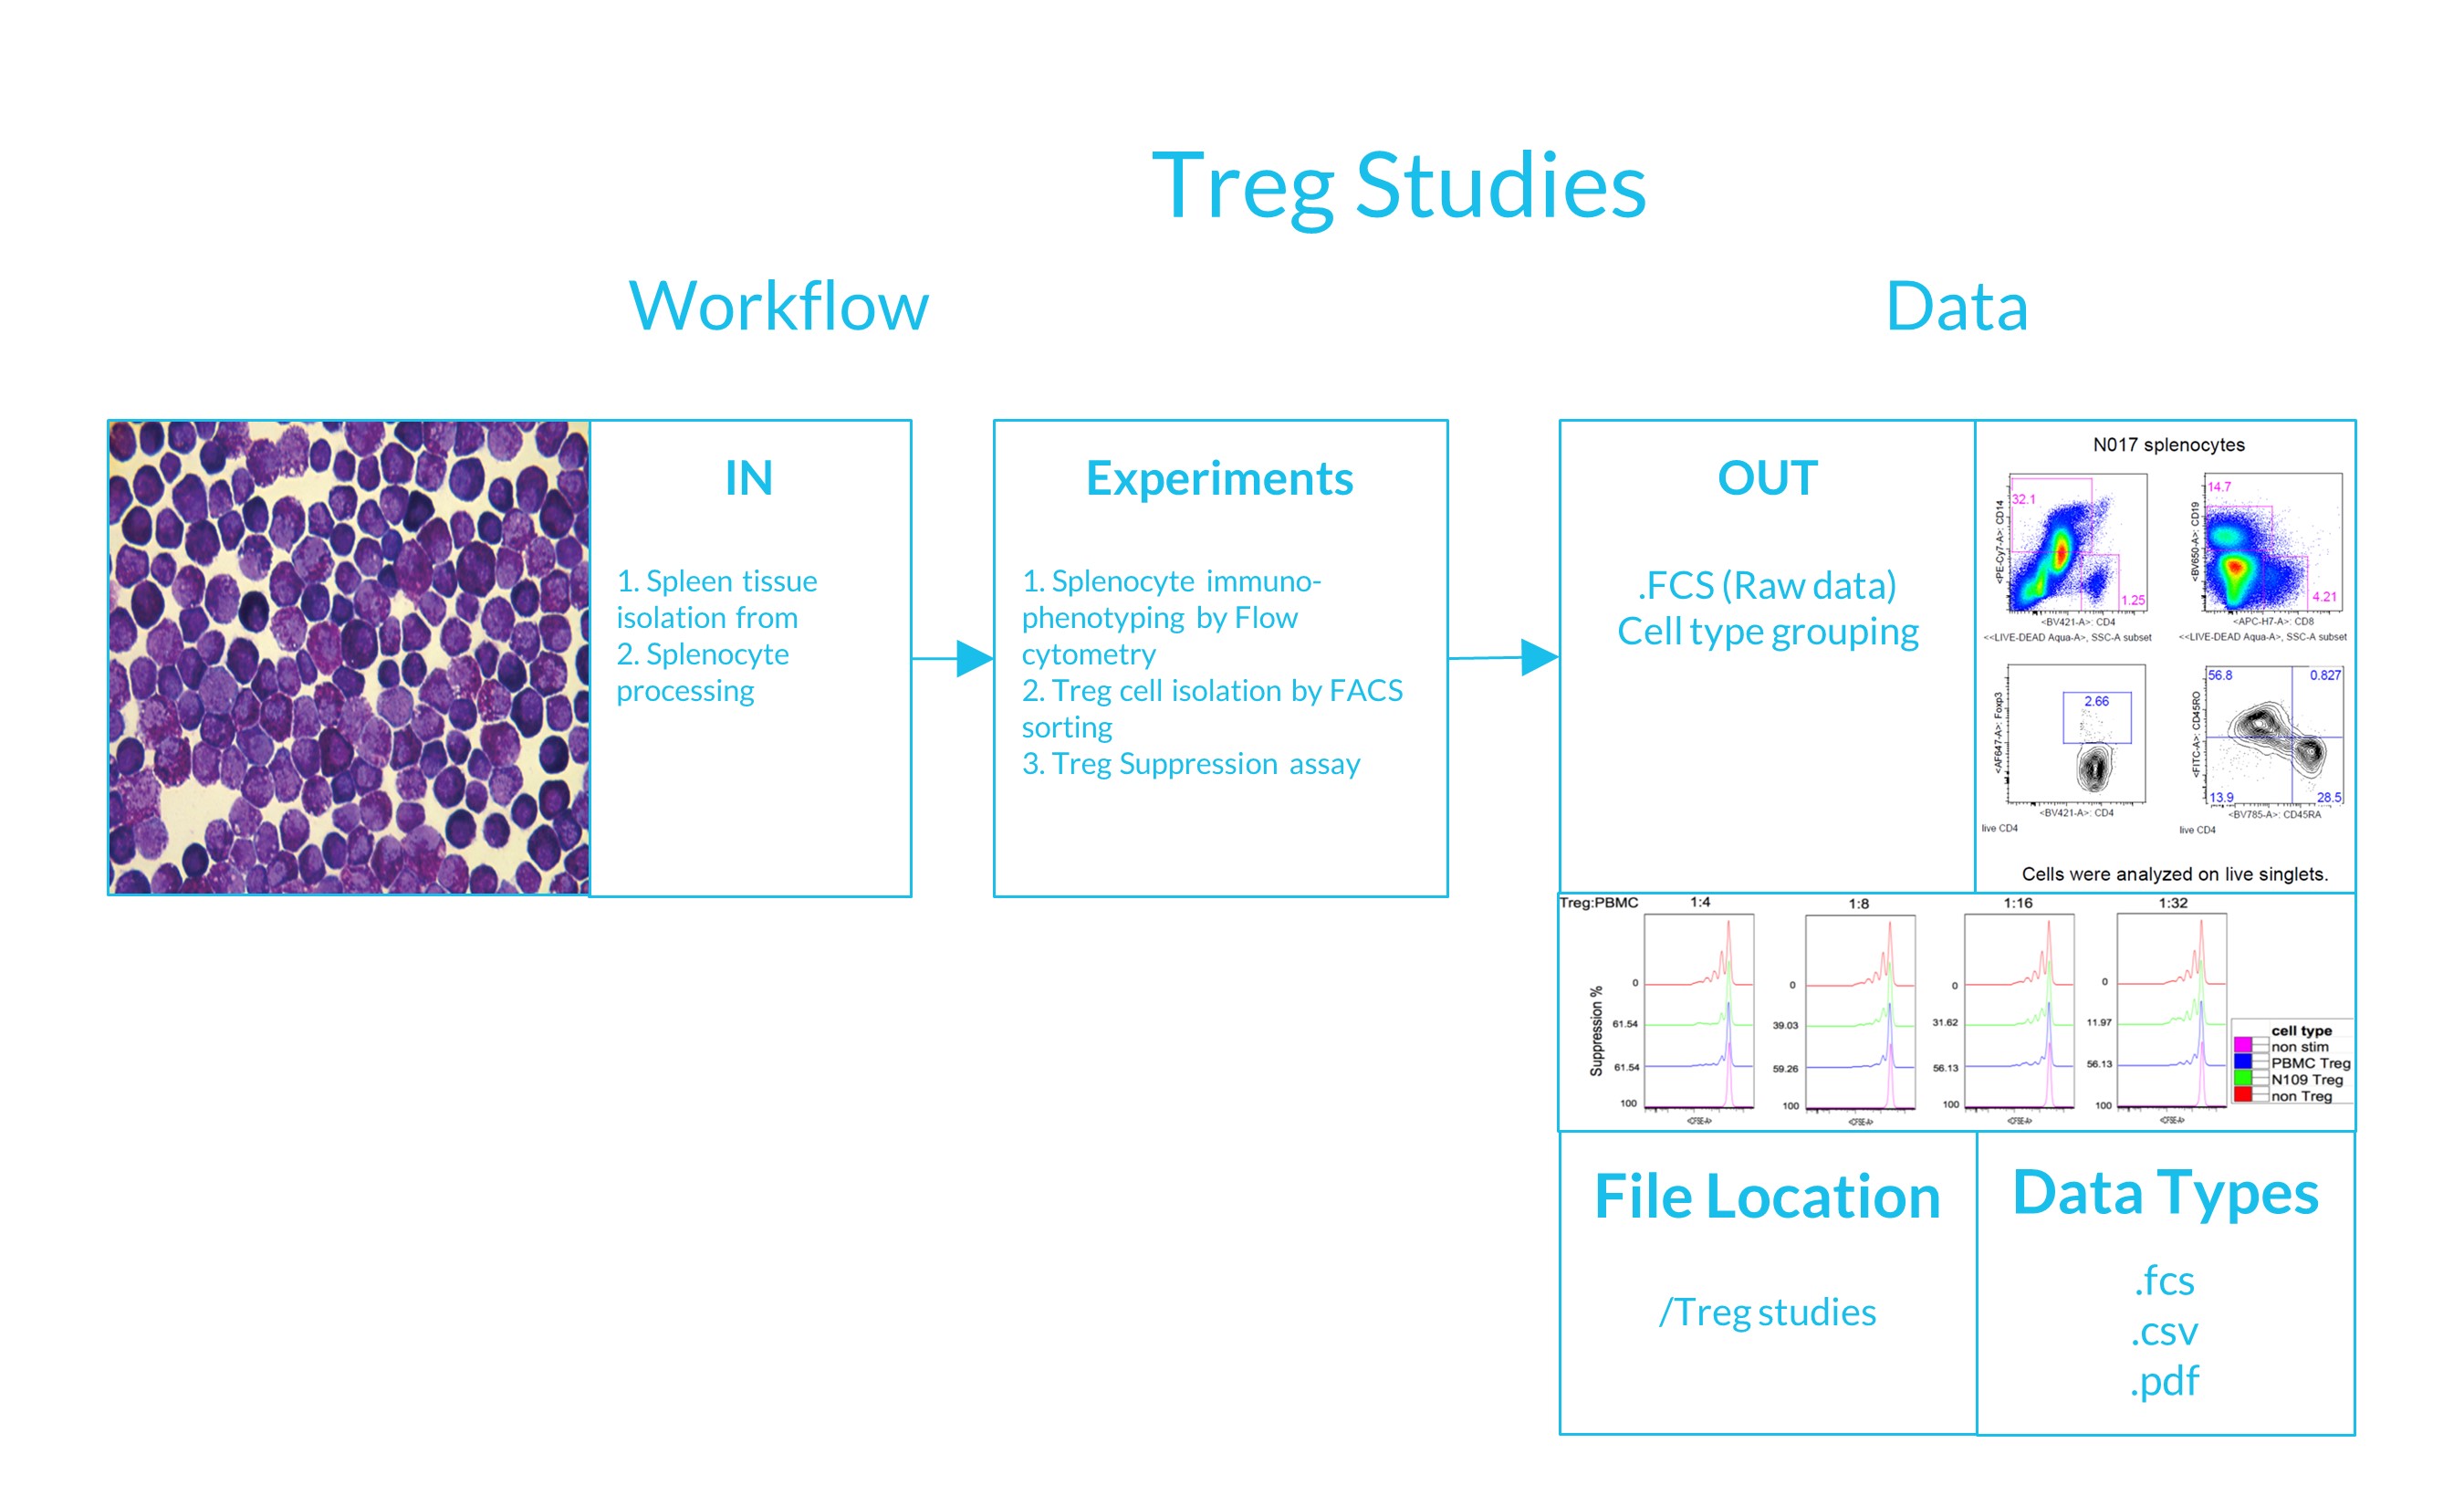 Treg Studies
Workflow
Data
IN
1. Spleen tissue
isolation from
2. Splenocyte
processing
Experiments
1. Splenocyte immuno-
phenotyping by Flow
cytometry
2. Treg cell isolation by FACS
sorting
3. Treg Suppression assay
OUT
.FCS (Raw data)
Cell type grouping
N017 splenocytes
32.1
1.25
<PE-Cy7-A>: CD14
<BV421-A>: CD4
<<LIVE-DEAD Aqua-A>, SSC-A subset
14.7
4.21
<BV650-A>: CD19
<APC-H7-A>: CD8
<<LIVE-DEAD Aqua-A>, SSC-A subset
2.66
<AF647-A>: Foxp3
<BV421-A>: CD4
live CD4
56.8
0.827
13.9
28.5
<FITC-A>: CD45RO
<BV785-A>: CD45RA
live CD4
Cells were analyzed on live singlets.
Treg:PBMC
1:4
1:8
1:16
1:32
Suppression %
0
61.54
61.54
100
<CFSE-A>
0
39.03
59.26
100
<CFSE-A>
0
31.62
56.13
100
<CFSE-A>
0
11.97
56.13
100
<CFSE-A>
cell type
non stim
PBMC Treg
N109 Treg
non Treg
File Location
/Treg studies
Data Types
.fcs
.csv
.pdf